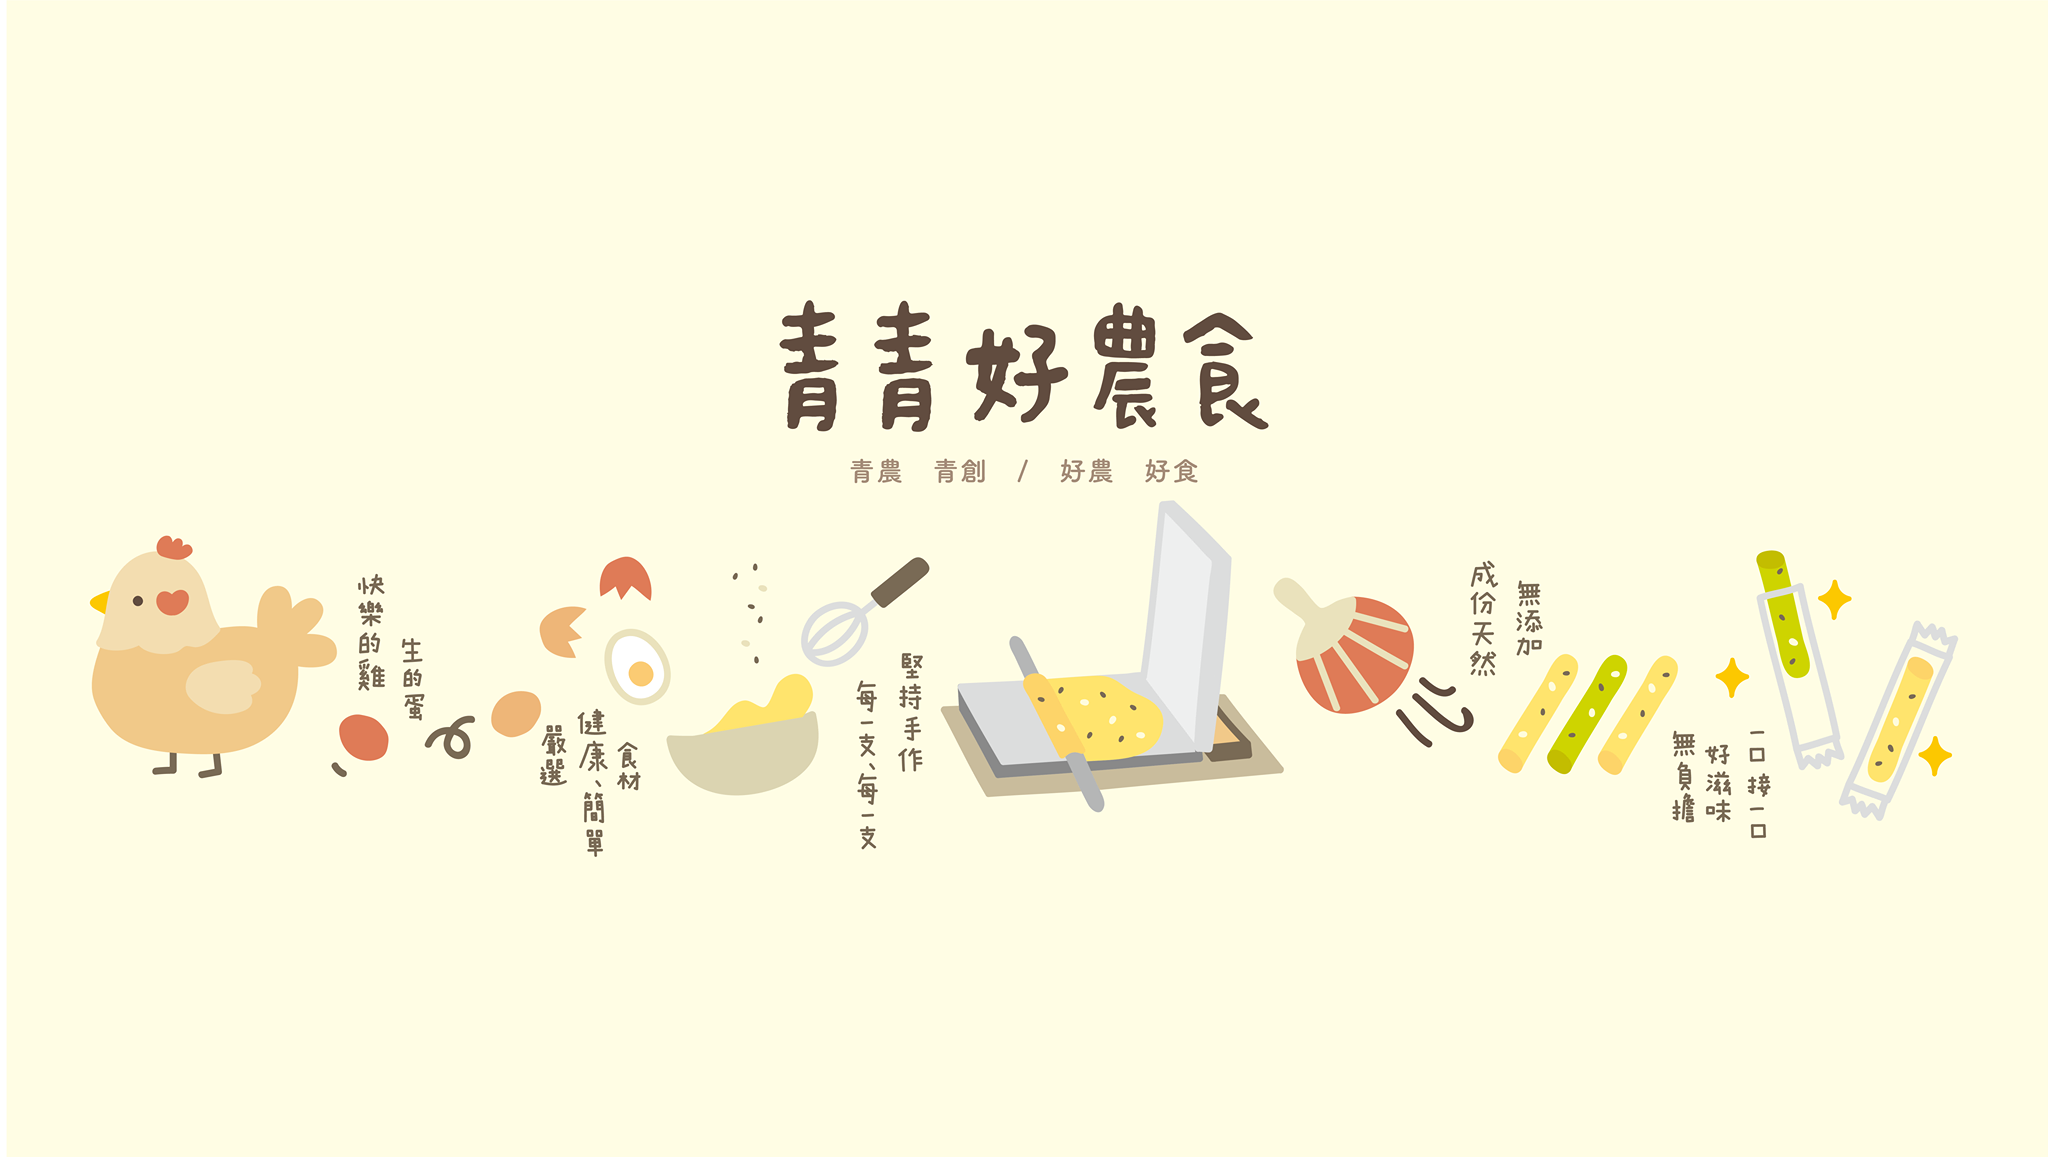 青青好農食
青農 青創 / 好農 好食
快樂的雞
生的蛋
嚴選
健康、簡單
食材
堅持手作
每一支、每一支
無添加
成份天然
一口接一口
好滋味
無負擔